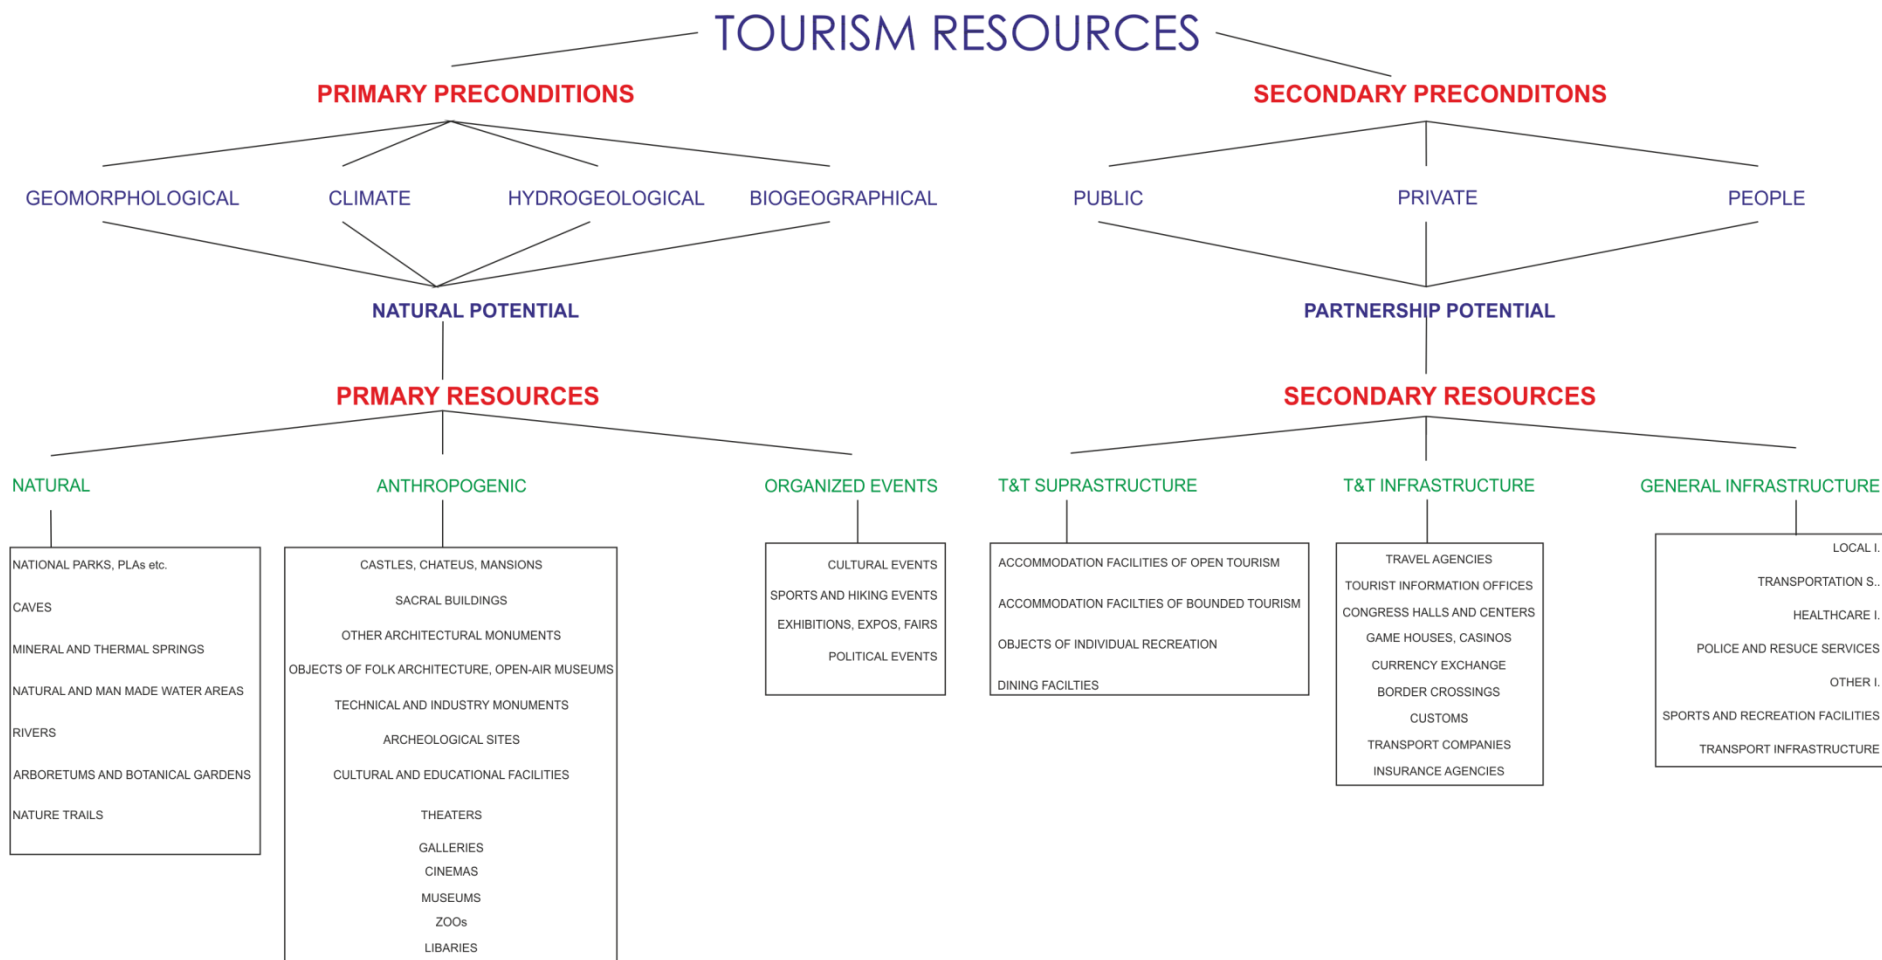 TOURISM RESOURCES
PRIMARY PRECONDITIONS
SECONDARY PRECONDITONS
GEOMORPHOLOGICAL
CLIMATE
HYDROGEOLOGICAL
BIOGEOGRAPHICAL
PUBLIC
PRIVATE
PEOPLE
NATURAL POTENTIAL
PARTNERSHIP POTENTIAL
PRMARY RESOURCES
SECONDARY RESOURCES
NATURAL
ANTHROPOGENIC
ORGANIZED EVENTS
T&T SUPRASTRUCTURE
T&T INFRASTRUCTURE
GENERAL INFRASTRUCTURE
NATIONAL PARKS, PLAs etc.
CAVES
MINERAL AND THERMAL SPRINGS
NATURAL AND MAN MADE WATER AREAS
RIVERS
ARBORETUMS AND BOTANICAL GARDENS
NATURE TRAILS
CASTLES, CHATEUS, MANSIONS
SACRAL BUILDINGS
OTHER ARCHITECTURAL MONUMENTS
OBJECTS OF FOLK ARCHITECTURE, OPEN-AIR MUSEUMS
TECHNICAL AND INDUSTRY MONUMENTS
ARCHEOLOGICAL SITES
CULTURAL AND EDUCATIONAL FACILITIES
THEATERS
GALLERIES
CINEMAS
MUSEUMS
ZOOs
LIBARIES
CULTURAL EVENTS
SPORTS AND HIKING EVENTS
EXHIBITIONS, EXPOS, FAIRS
POLITICAL EVENTS
ACCOMMODATION FACILITIES OF OPEN TOURISM
ACCOMMODATION FACILTIES OF BOUNDED TOURISM
OBJECTS OF INDIVIDUAL RECREATION
DINING FACILTIES
TRAVEL AGENCIES
TOURIST INFORMATION OFFICES
CONGRESS HALLS AND CENTERS
GAME HOUSES, CASINOS
CURRENCY EXCHANGE
BORDER CROSSINGS
CUSTOMS
TRANSPORT COMPANIES
INSURANCE AGENCIES
LOCAL I.
TRANSPORTATION S..
HEALTHCARE I.
POLICE AND RESUCE SERVICES
OTHER I.
SPORTS AND RECREATION FACILITIES
TRANSPORT INFRASTRUCTURE